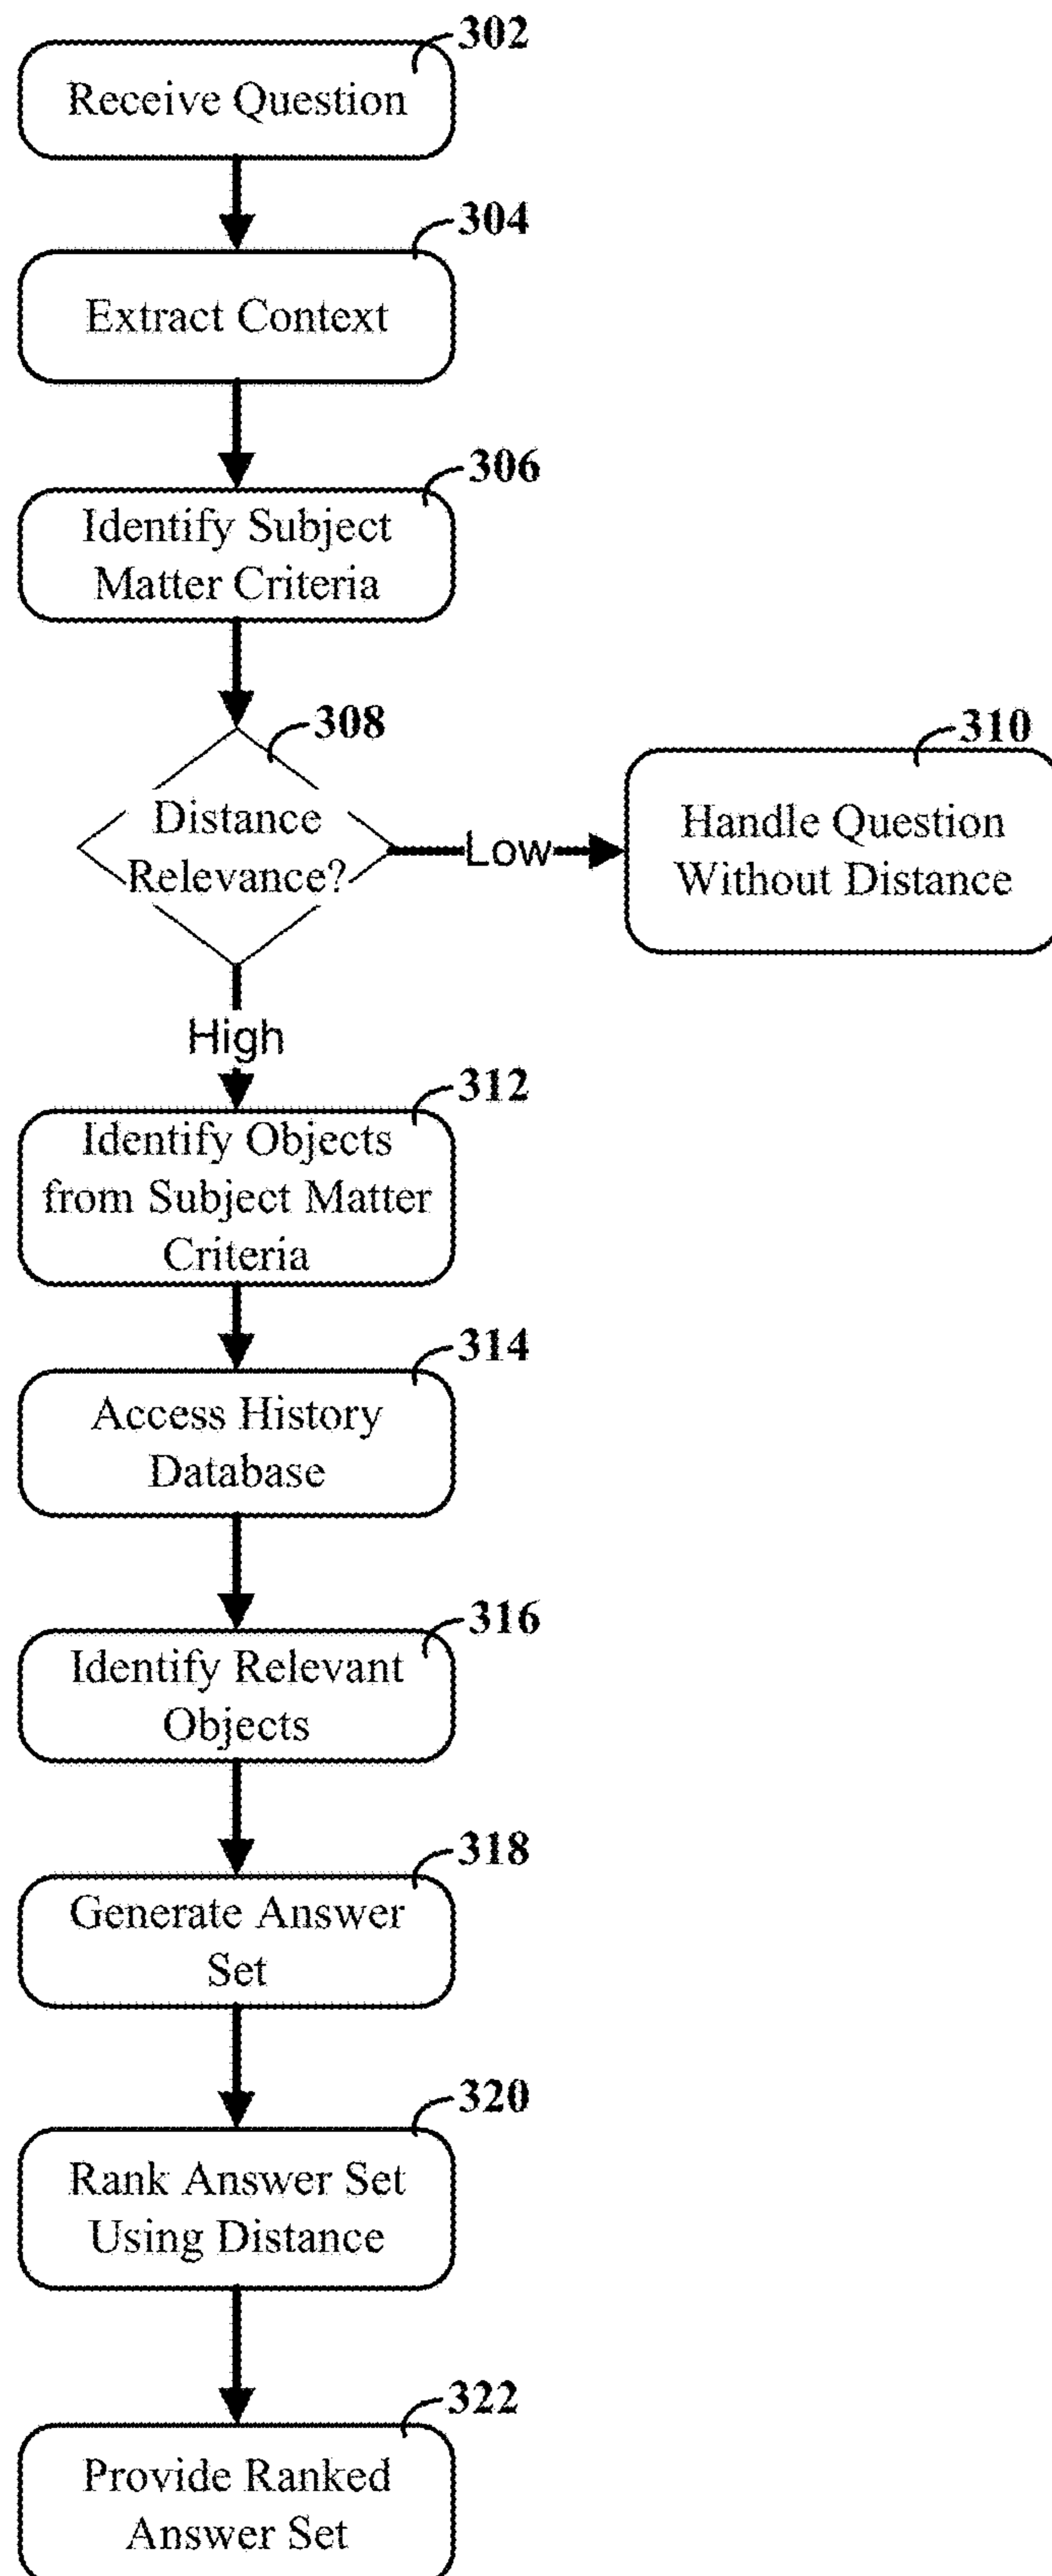 302
Receive Question
304
Extract Context
306
Identify Subject
Matter Criteria
308
Distance
Relevance?
Low
310
Handle Question
Without Distance
High
312
Identify Objects
from Subject Matter
Criteria
314
Access History
Database
316
Identify Relevant
Objects
318
Generate Answer
Set
320
Rank Answer Set
Using Distance
322
Provide Ranked
Answer Set